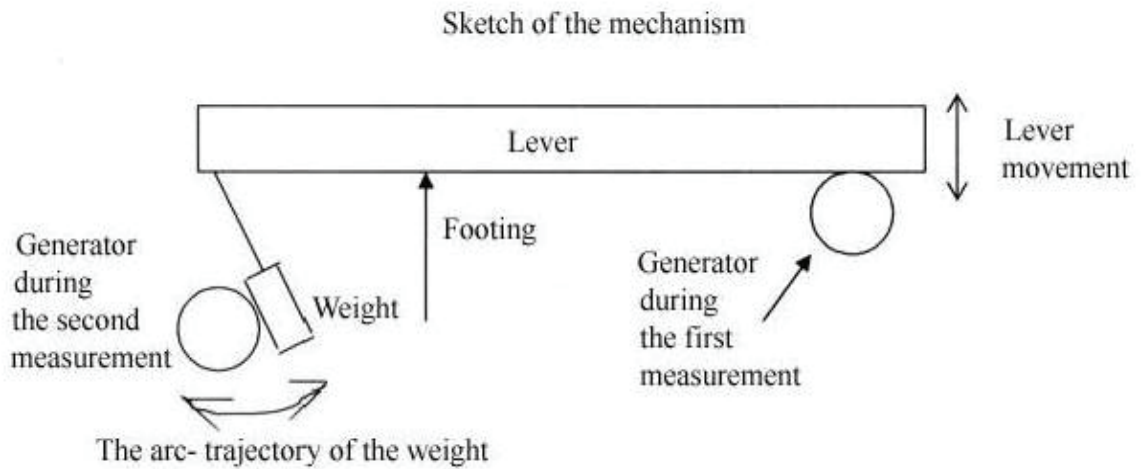 Sketch of the mechanism
Lever
Lever
movement
Footing
Generator
during
the second
measurement
Weight
Generator
during
the first
measurement
The arc- trajectory of the weight